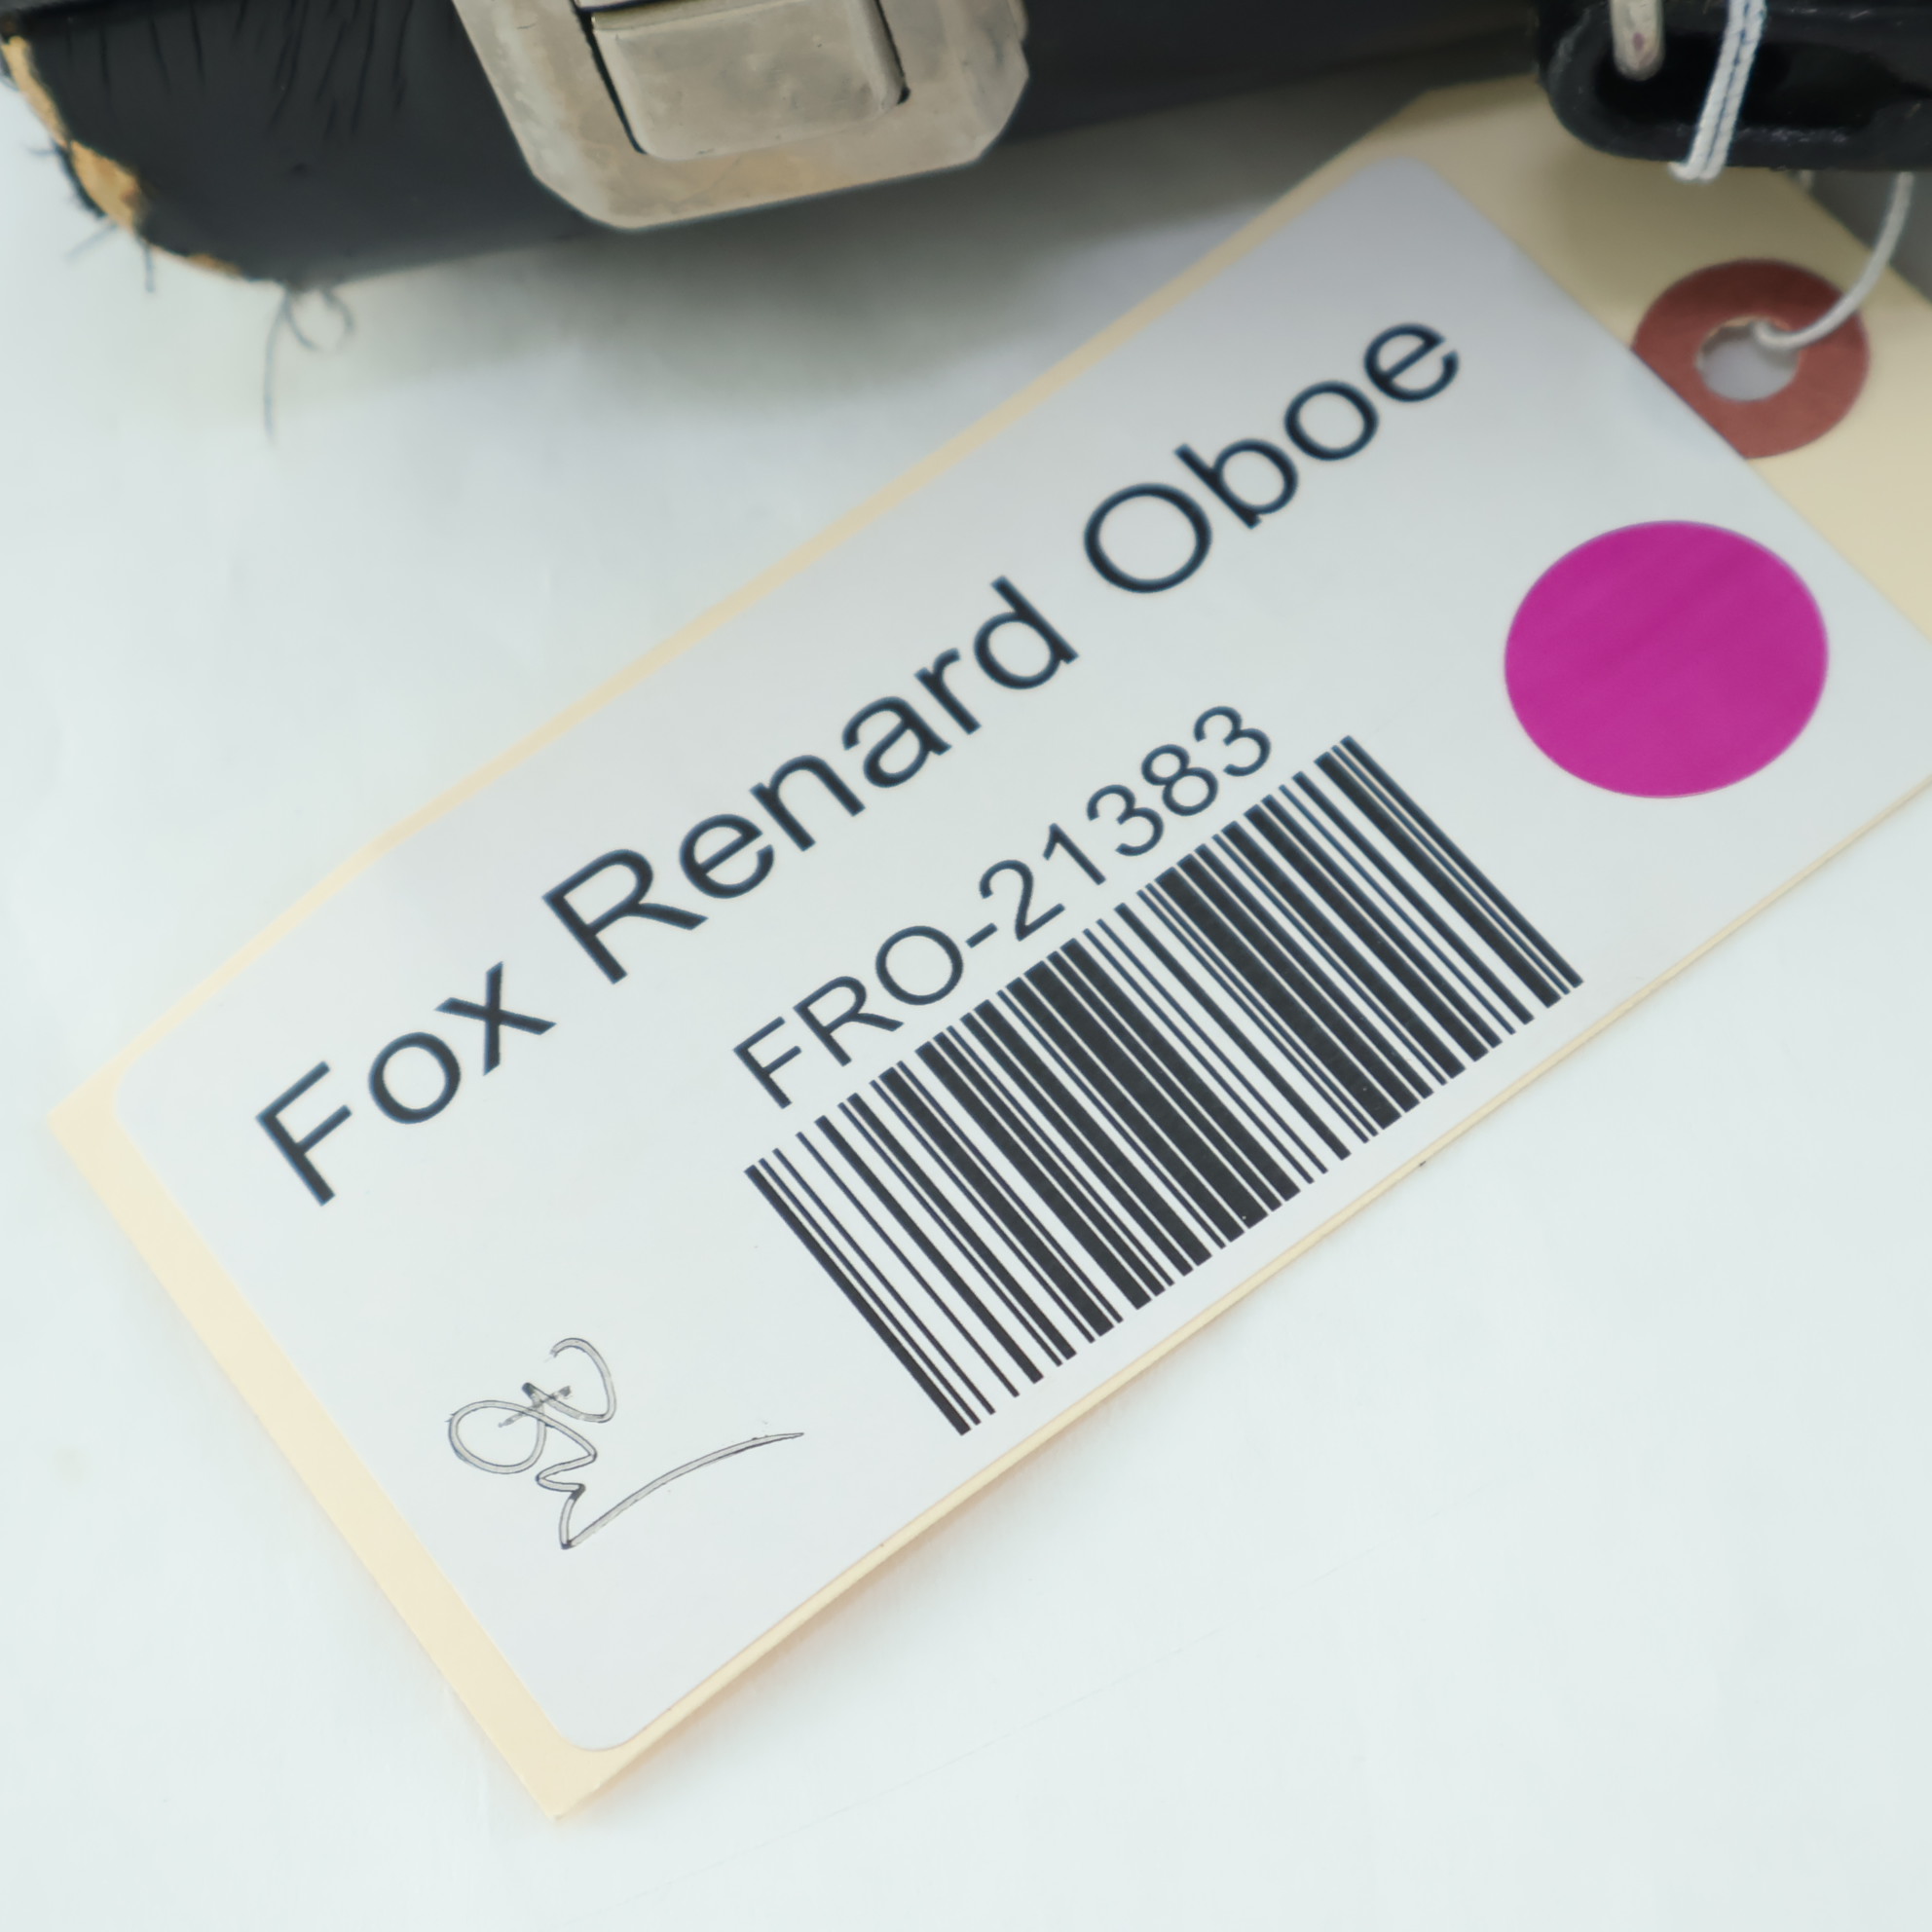 Fox Renard Oboe
FRO-21383